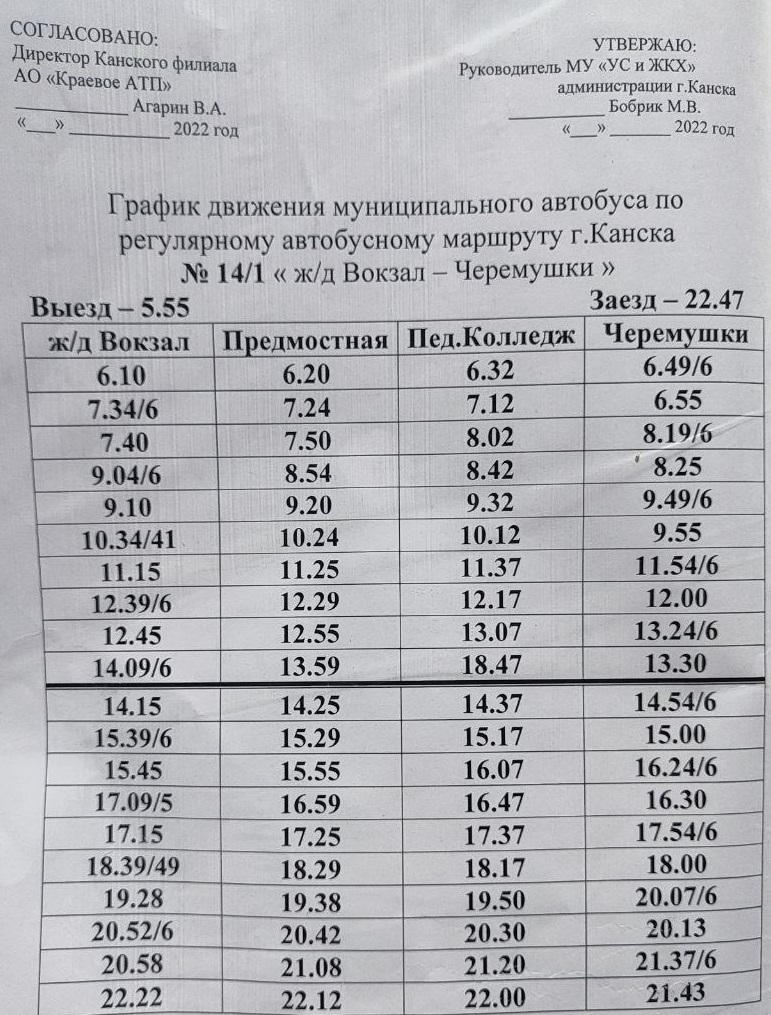 СОГЛАСОВАНО:
Директор Канского филиала
АО «Краевое АТП»
____________ Агарин В.А.
«___» ____________ 2022 год
УТВЕРЖАЮ:
Руководитель МУ «УС и ЖКХ»
администрации г.Канска
____________ Бобрик М.В.
«___» ________ 2022 год
График движения муниципального автобуса по
регулярному автобусному маршруту г.Канска
№ 14/1 « ж/д Вокзал – Черемушки »
Выезд – 5.55 Заезд – 22.47
ж/д Вокзал Предмостная Пед.Колледж Черемушки
6.10 6.20 6.32 6.49/6
7.34/6 7.24 7.12 6.55
7.40 7.50 8.02 8.19/6
9.04/6 8.54 8.42 8.25
9.10 9.20 9.32 9.49/6
10.34/41 10.24 10.12 9.55
11.15 11.25 11.37 11.54/6
12.39/6 12.29 12.17 12.00
12.45 12.55 13.07 13.24/6
14.09/6 13.59 18.47 13.30
14.15 14.25 14.37 14.54/6
15.39/6 15.29 15.17 15.00
15.45 15.55 16.07 16.24/6
17.09/5 16.59 16.47 16.30
17.15 17.25 17.37 17.54/6
18.39/49 18.29 18.17 18.00
19.28 19.38 19.50 20.07/6
20.52/6 20.42 20.30 20.13
20.58 21.08 21.20 21.37/6
22.22 22.12 22.00 21.43